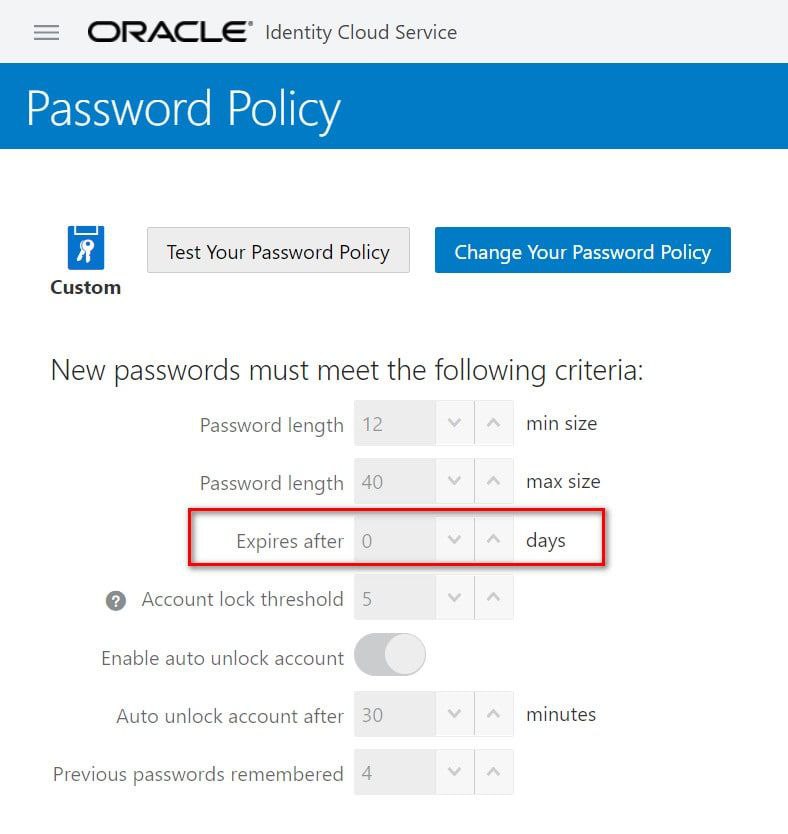 ORACLE® Identity Cloud Service
Password Policy
Test Your Password Policy Change Your Password Policy
Custom
New passwords must meet the following criteria:
Password length 12 min size
Password length 40 max size
Expires after 0 days
? Account lock threshold 5
Enable auto unlock account
Auto unlock account after 30 minutes
Previous passwords remembered 4